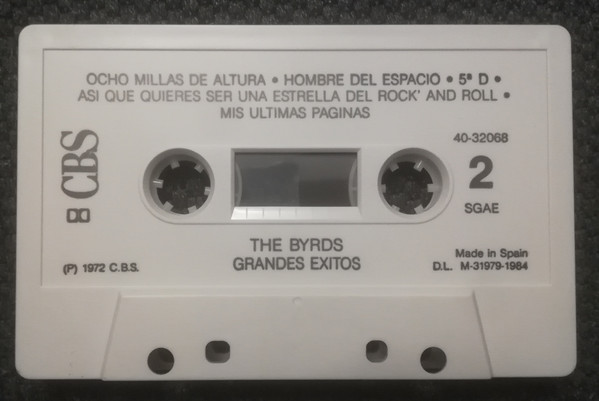 OCHO MILLAS DE ALTURA • HOMBRE DEL ESPACIO • 5ª D •
ASI QUE QUIERES SER UNA ESTRELLA DEL ROCK' AND ROLL •
MIS ULTIMAS PAGINAS
40-32068
CBS
2
SGAE
THE BYRDS
GRANDES EXITOS
(P) 1972 C.B.S.
Made in Spain
D.L. M-31979-1984